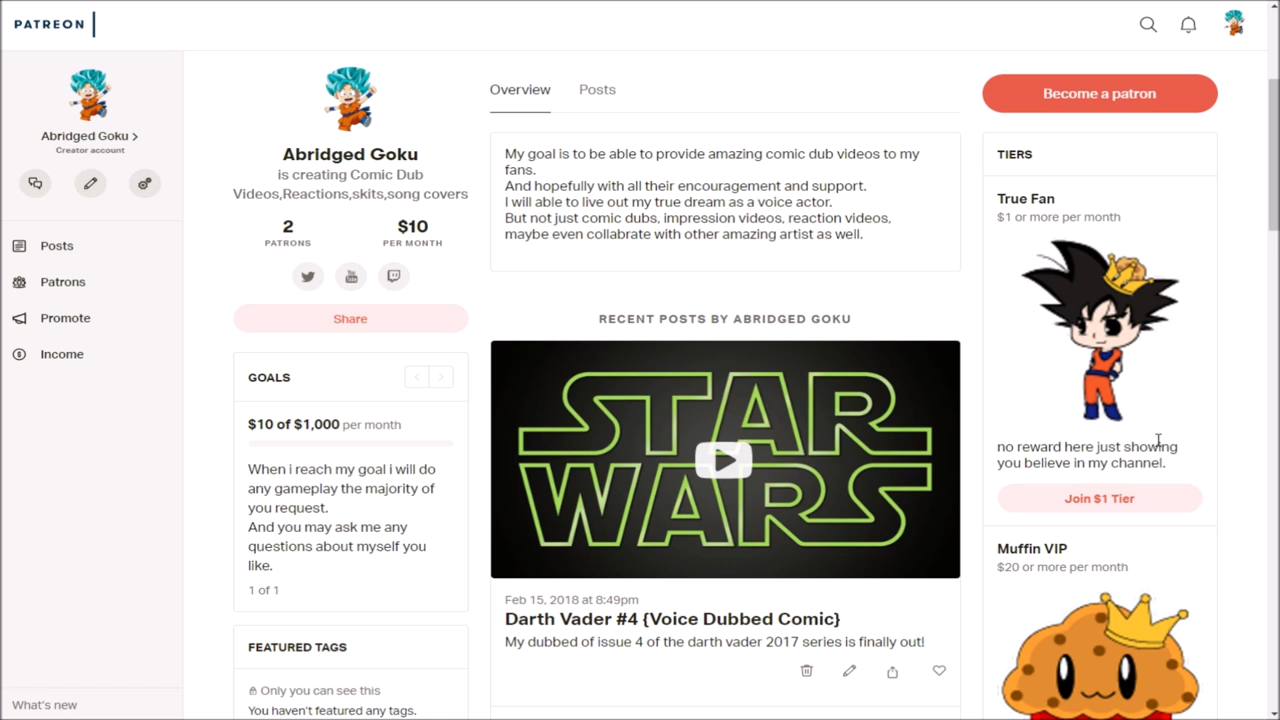 PATREON
Abridged Goku >
Creator account
Posts
Patrons
Promote
Income
What's new
Abridged Goku
is creating Comic Dub
Videos,Reactions,skits,song covers
2
PATRONS
$10
PER MONTH
Share
GOALS
$10 of $1,000 per month
When i reach my goal i will do
any gameplay the majority of
you request.
And you may ask me any
questions about myself you
like.
1 of 1
FEATURED TAGS
Only you can see this
You haven't featured any tags.
Overview
Posts
My goal is to be able to provide amazing comic dub videos to my
fans.
And hopefully with all their encouragement and support.
I will able to live out my true dream as a voice actor.
But not just comic dubs, impression videos, reaction videos,
maybe even collabrate with other amazing artist as well.
RECENT POSTS BY ABRIDGED GOKU
STAR
WARS
Feb 15, 2018 at 8:49pm
Darth Vader #4 {Voice Dubbed Comic}
My dubbed of issue 4 of the darth vader 2017 series is finally out!
Become a patron
TIERS
True Fan
$1 or more per month
no reward here just showing
you believe in my channel.
Join $1 Tier
Muffin VIP
$20 or more per month